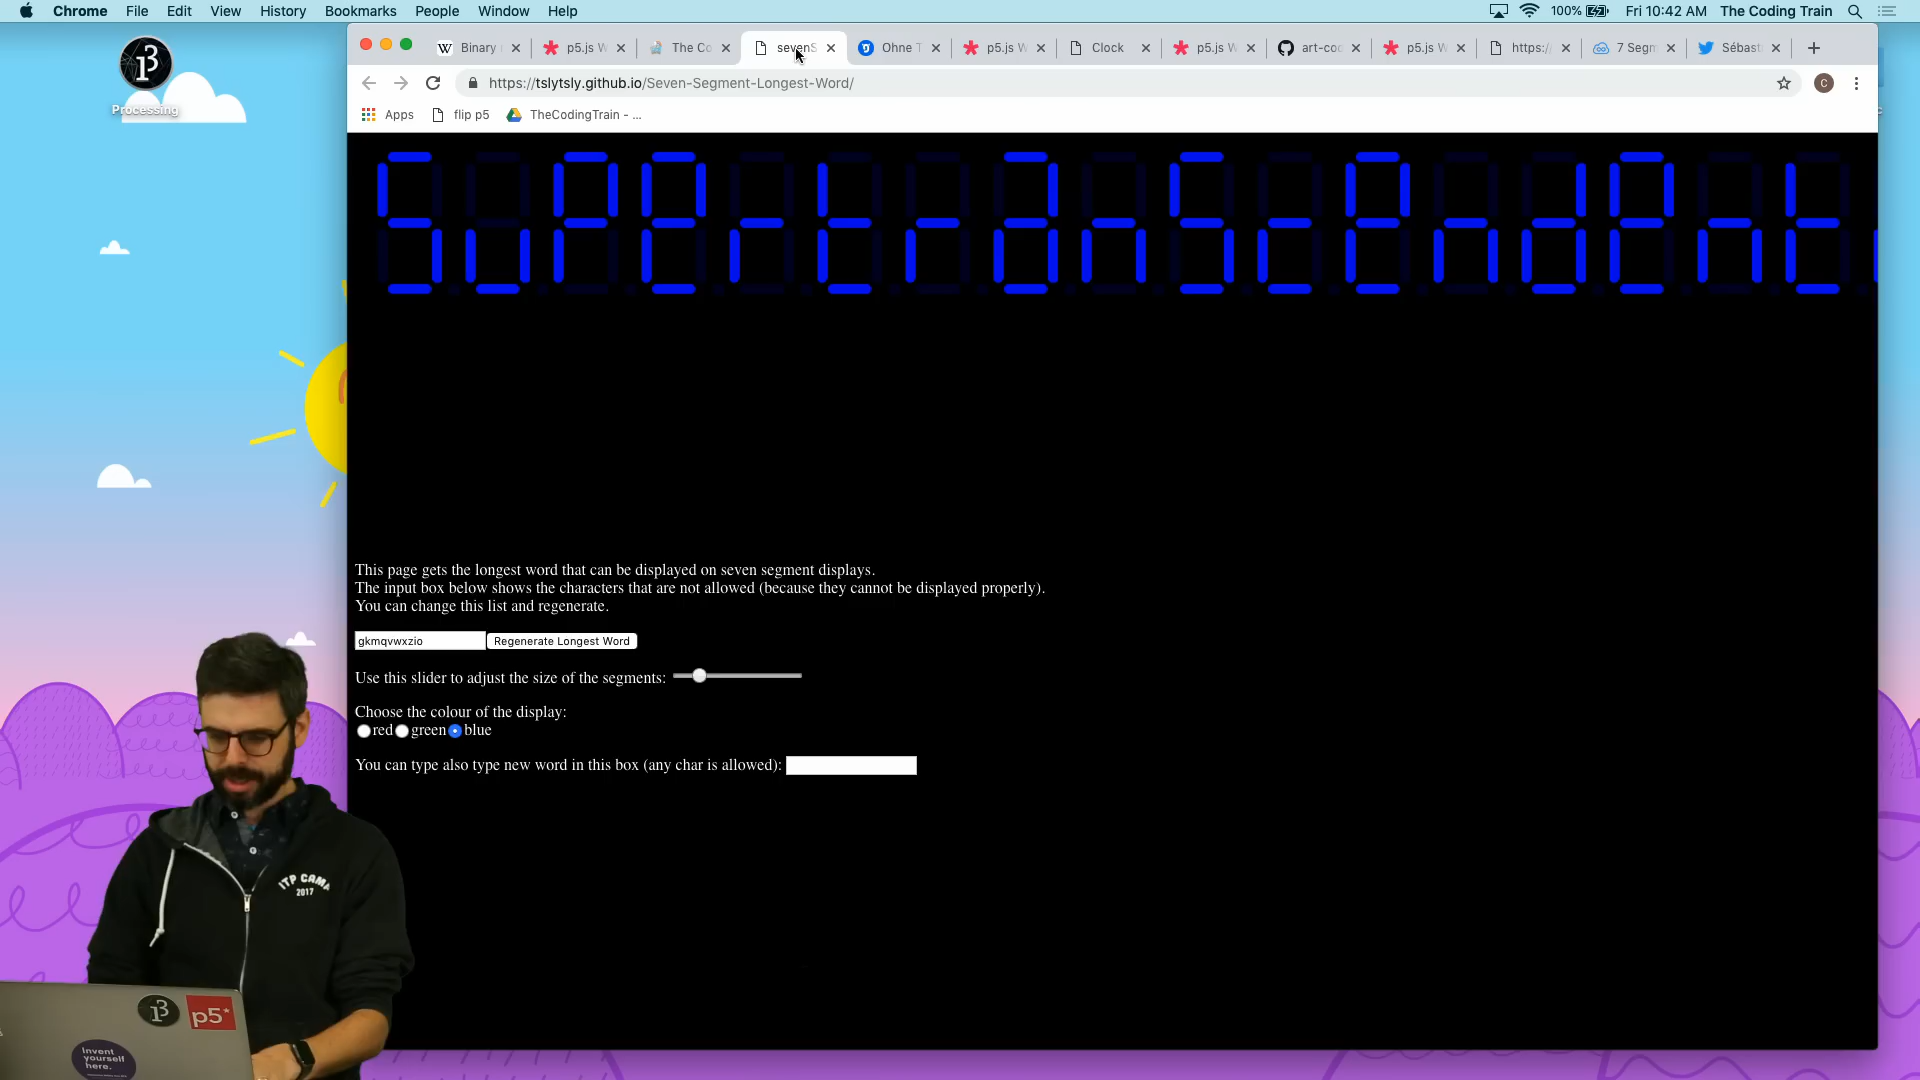 Chrome File Edit View History Bookmarks People Window Help 100% Fri 10:42 AM The Coding Train
Processing
W Binary p5.js W The Co sevenS Ohne T p5.js W Clock p5.js W art-cod p5.js W https:/ 7 Segm Sébast
https://tslytsly.github.io/Seven-Segment-Longest-Word/ C
Apps flip p5 TheCodingTrain - ...
SuPErtranScEndEnt
This page gets the longest word that can be displayed on seven segment displays.
The input box below shows the characters that are not allowed (because they cannot be displayed properly).
You can change this list and regenerate.
gkmqvwxzio Regenerate Longest Word
Use this slider to adjust the size of the segments:
Choose the colour of the display:
red green blue
You can type also type new word in this box (any char is allowed):
ITP CAMP
2017
p5*
Invent
yourself
here.